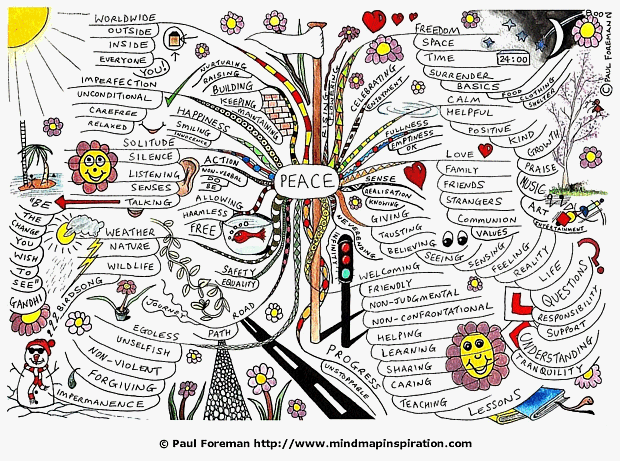 WORLDWIDE
OUTSIDE
INSIDE
EVERYONE
YOU!
IMPERFECTION
UNCONDITIONAL
CAREFREE
RELAXED
NURTURING
RAISING
BUILDING
KEEPING
MAINTAINING
HAPPINESS
SMILING
INNOCENCE
SOLITUDE
SILENCE
LISTENING
SENSES
TALKING
ACTION
NON-VERBAL
BE
ALLOWING
HARMLESS
FREE
"BE
THE
CHANGE
YOU
WISH
TO
SEE"
GANDHI
WEATHER
NATURE
WILDLIFE
BIRDSONG
SAFETY
EQUALITY
JOURNEY
PATH
ROAD
EGOLESS
UNSELFISH
NON-VIOLENT
FORGIVING
IMPERMANENCE
PEACE
CELEBRATING
ENJOYMENT
FREEDOM
SPACE
TIME
24:00
SURRENDER
BASICS
FOOD
CLOTHING
SHELTER
CALM
HELPFUL
POSITIVE
KIND
FULLNESS
EMPTINESS
OK
LOVE
FAMILY
FRIENDS
STRANGERS
GROWTH
PRAISE
MUSIC
ART
ENTERTAINMENT
SENSE
REALISATION
KNOWING
GIVING
TRUSTING
BELIEVING
COMMUNION
VALUES
SEEING
SENSING
FEELING
REALITY
LIFE
QUESTIONS
?
RESPONSIBILITY
SUPPORT
UNDERSTANDING
TRANQUILITY
NEVERENDING
INFINITY
WELCOMING
FRIENDLY
NON-JUDGMENTAL
NON-CONFRONTATIONAL
HELPING
LEARNING
SHARING
CARING
TEACHING
LESSONS
PROGRESS
UNSTOPPABLE
© PAUL FOREMAN
© Paul Foreman http://www.mindmapinspiration.com